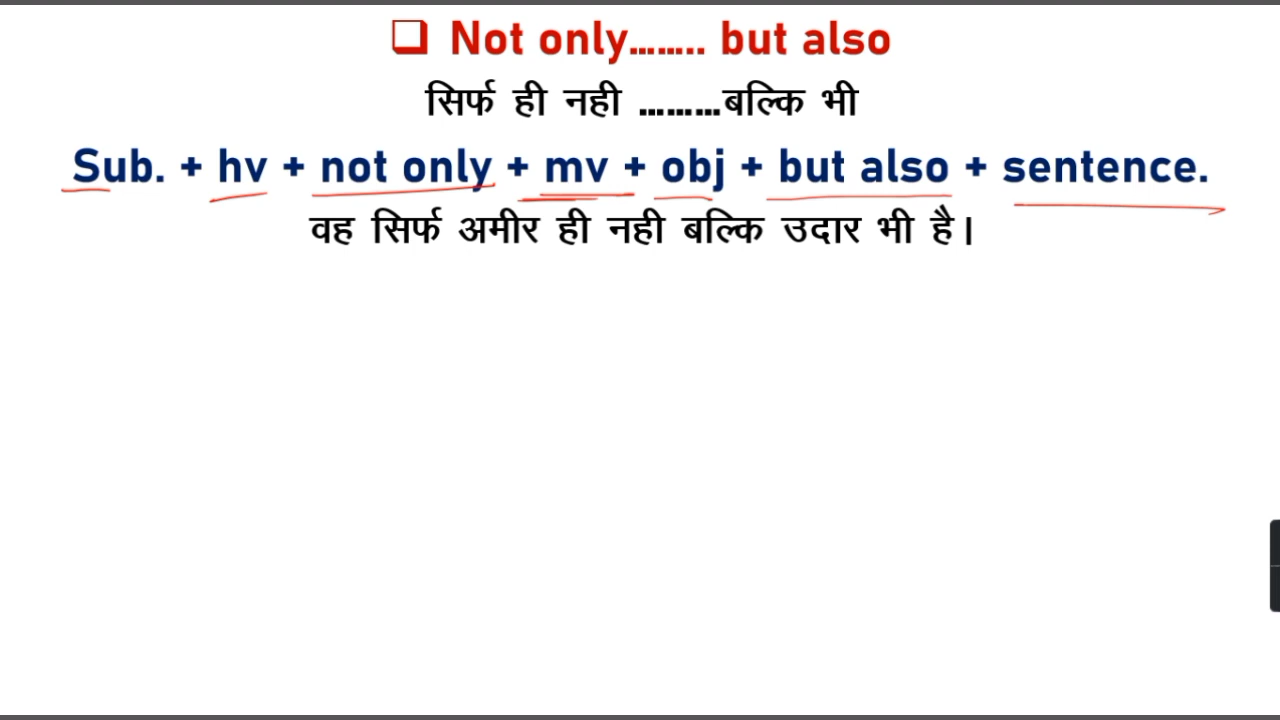 ❑ Not only…….. but also
सिर्फ ही नही ………बल्कि भी
Sub. + hv + not only + mv + obj + but also + sentence.
वह सिर्फ अमीर ही नही बल्कि उदार भी है।